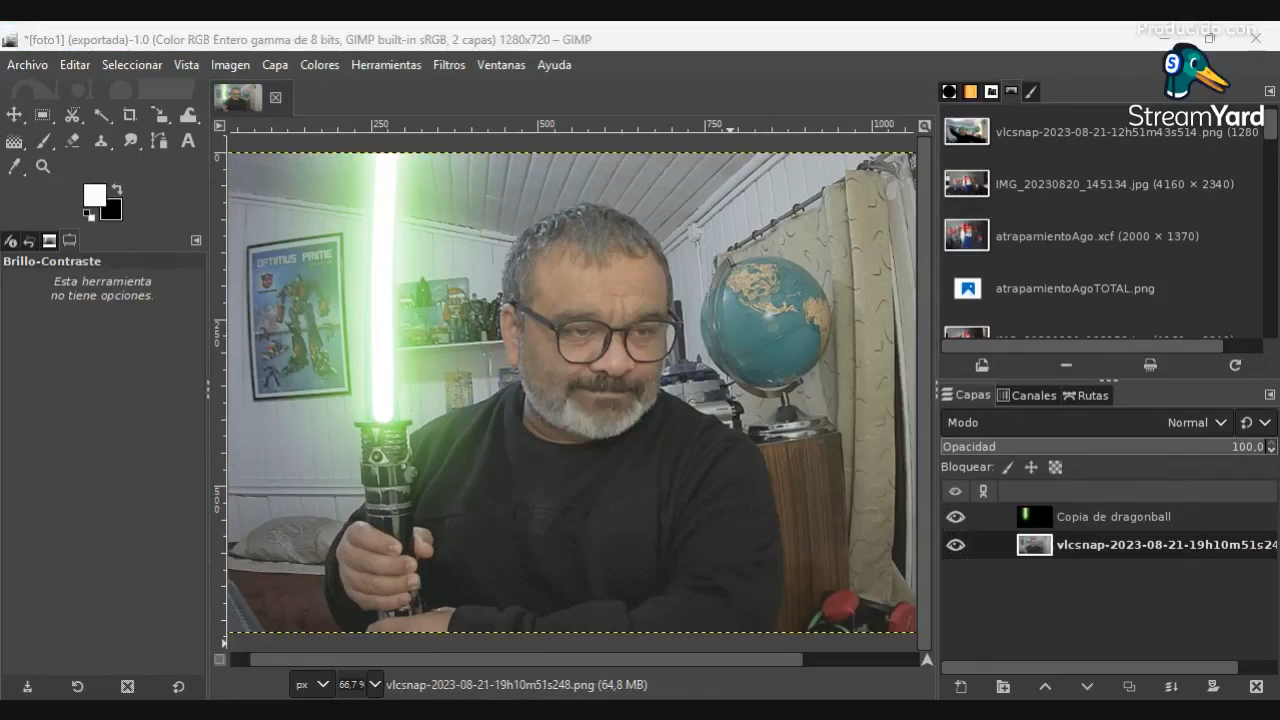 Producido con
StreamYard
*[foto1] (exportada)-1.0 (Color RGB Entero gamma de 8 bits, GIMP built-in sRGB, 2 capas) 1280x720 – GIMP
Archivo Editar Seleccionar Vista Imagen Capa Colores Herramientas Filtros Ventanas Ayuda
250 500 750 1000
0
250
500
Brillo-Contraste
Esta herramienta
no tiene opciones.
OPTIMUS PRIME
vlcsnap-2023-08-21-12h51m43s514.png (1280
IMG_20230820_145134.jpg (4160 × 2340)
atrapamientoAgo.xcf (2000 × 1370)
atrapamientoAgoTOTAL.png
Capas Canales Rutas
Modo Normal
Opacidad 100,0
Bloquear:
Copia de dragonball
vlcsnap-2023-08-21-19h10m51s24
px 66,7 vlcsnap-2023-08-21-19h10m51s248.png (64,8 MB)